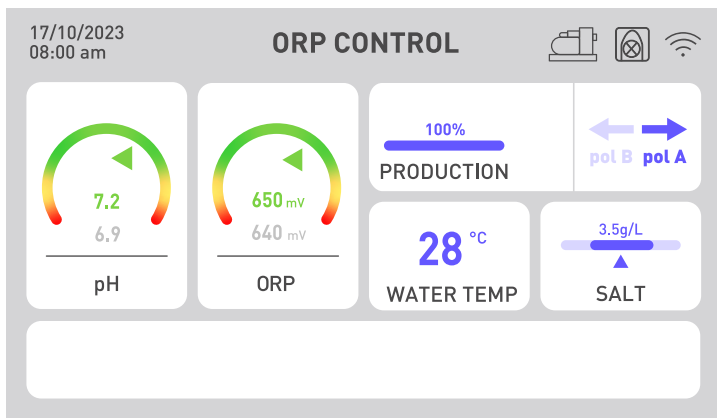 17/10/2023
08:00 am
ORP CONTROL
7.2
6.9
pH
650 mV
640 mV
ORP
100%
PRODUCTION
pol B pol A
28 °C
WATER TEMP
3.5g/L
SALT